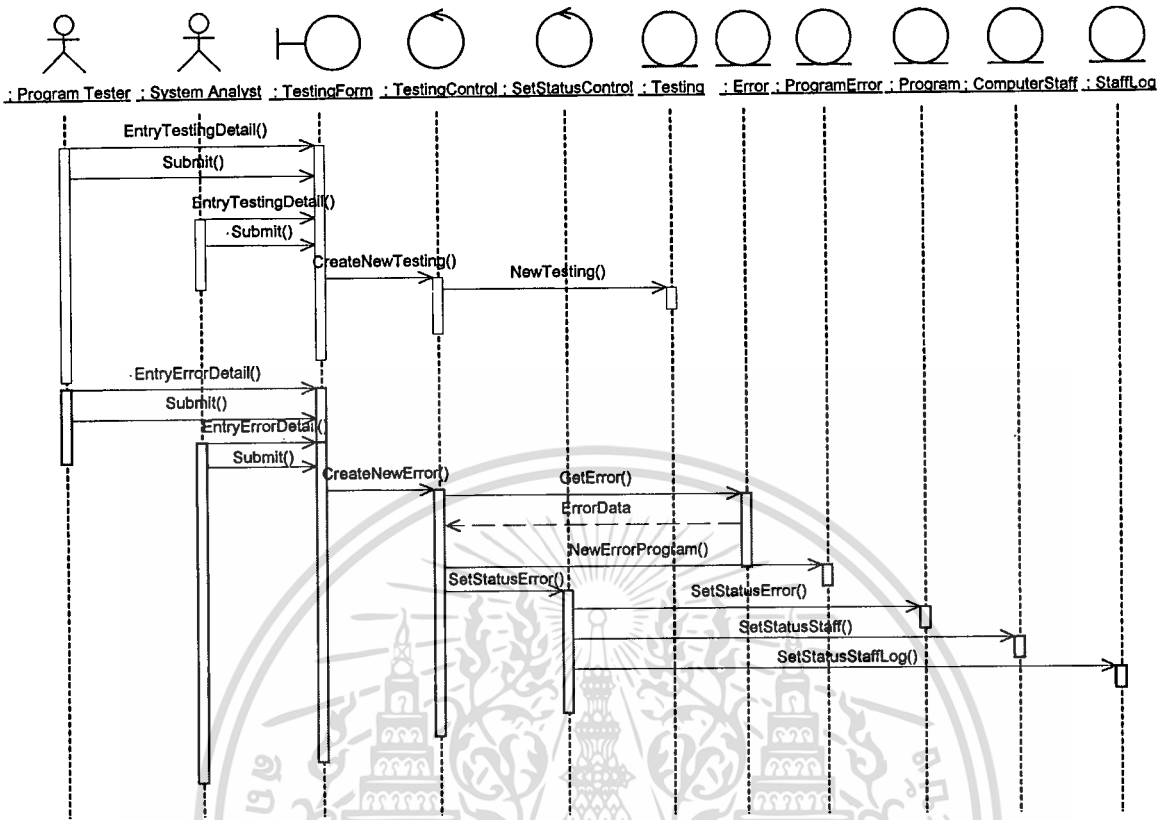 : Program Tester : System Analyst : TestingForm : TestingControl : SetStatusControl : Testing : Error : ProgramError : Program : ComputerStaff : StaffLog
EntryTestingDetail()
Submit()
EntryTestingDetail()
Submit()
CreateNewTesting()
NewTesting()
EntryErrorDetail()
Submit()
EntryErrorDetail()
Submit()
CreateNewError()
GetError()
ErrorData
NewErrorProgram()
SetStatusError()
SetStatusError()
SetStatusStaff()
SetStatusStaffLog()